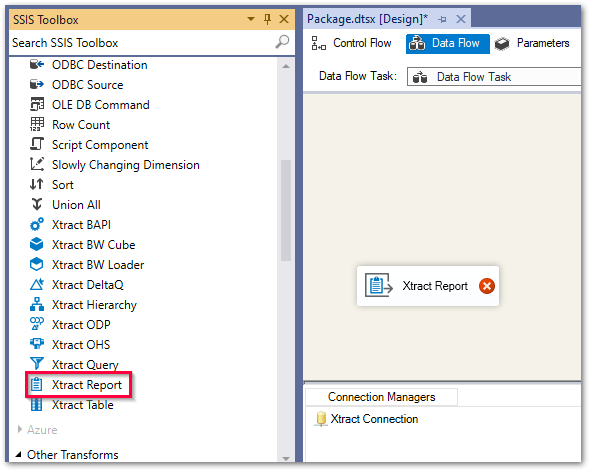 SSIS Toolbox
Search SSIS Toolbox
ODBC Destination
ODBC Source
OLE DB Command
Row Count
Script Component
Slowly Changing Dimension
Sort
Union All
Xtract BAPI
Xtract BW Cube
Xtract BW Loader
Xtract DeltaQ
Xtract Hierarchy
Xtract ODP
Xtract OHS
Xtract Query
Xtract Report
Xtract Table
Azure
Other Transforms
Package.dtsx [Design]*
Control Flow Data Flow Parameters
Data Flow Task: Data Flow Task
Xtract Report
Connection Managers
Xtract Connection